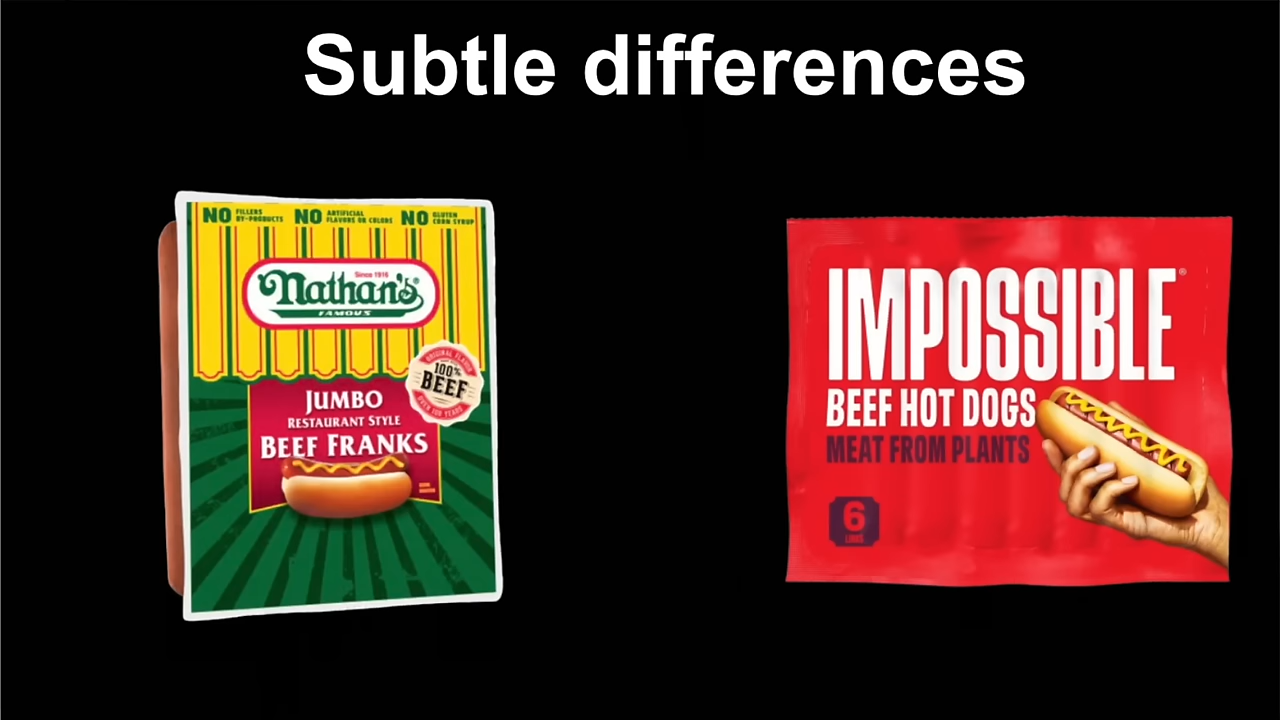 Subtle differences
NO FILLERS BY-PRODUCTS NO ARTIFICIAL FLAVORS OR COLORS NO GLUTEN CORN SYRUP
Since 1916
Nathan's®
FAMOUS
ORIGINAL FLAVOR
100%
BEEF
OVER 100 YEARS
JUMBO
RESTAURANT STYLE
BEEF FRANKS
IMPOSSIBLE®
BEEF HOT DOGS
MEAT FROM PLANTS
6
LINKS